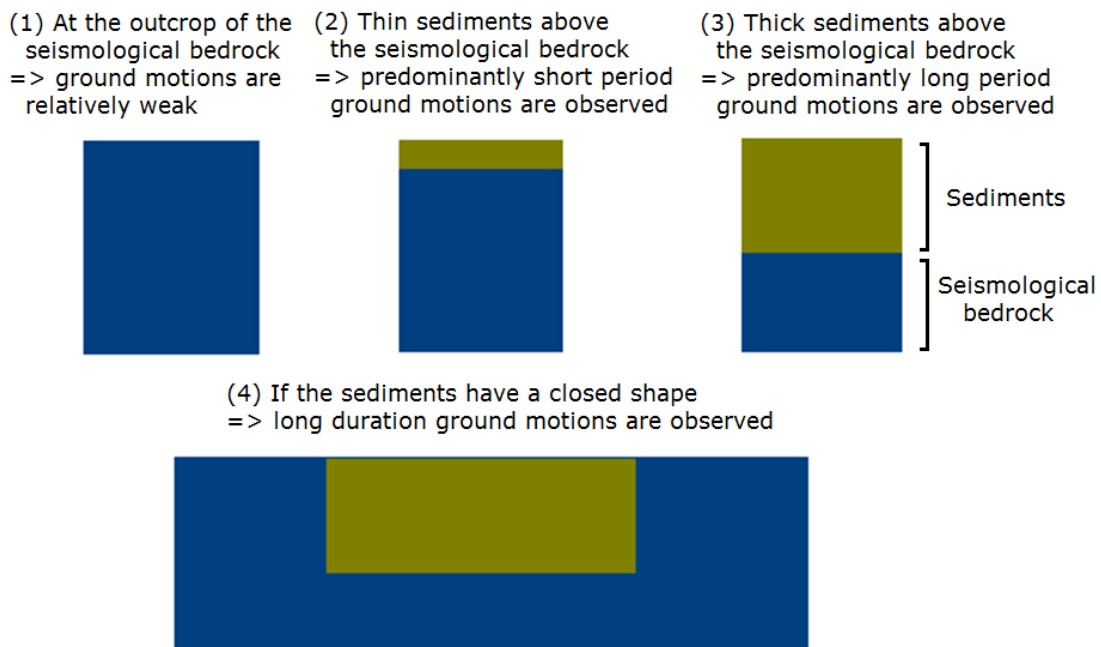 (1) At the outcrop of the
seismological bedrock
=> ground motions are
relatively weak
(2) Thin sediments above
the seismological bedrock
=> predominantly short period
ground motions are observed
(3) Thick sediments above
the seismological bedrock
=> predominantly long period
ground motions are observed
Sediments
Seismological
bedrock
(4) If the sediments have a closed shape
=> long duration ground motions are observed